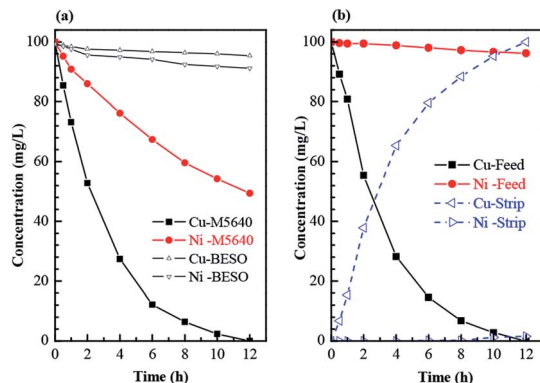 (a)
Concentration (mg/L)
100
80
60
40
20
0
Cu-M5640
Ni -M5640
Cu-BESO
Ni -BESO
0 2 4 6 8 10 12
Time (h)
(b)
Concentration (mg/L)
100
80
60
40
20
0
Cu-Feed
Ni -Feed
Cu-Strip
Ni -Strip
0 2 4 6 8 10 12
Time (h)